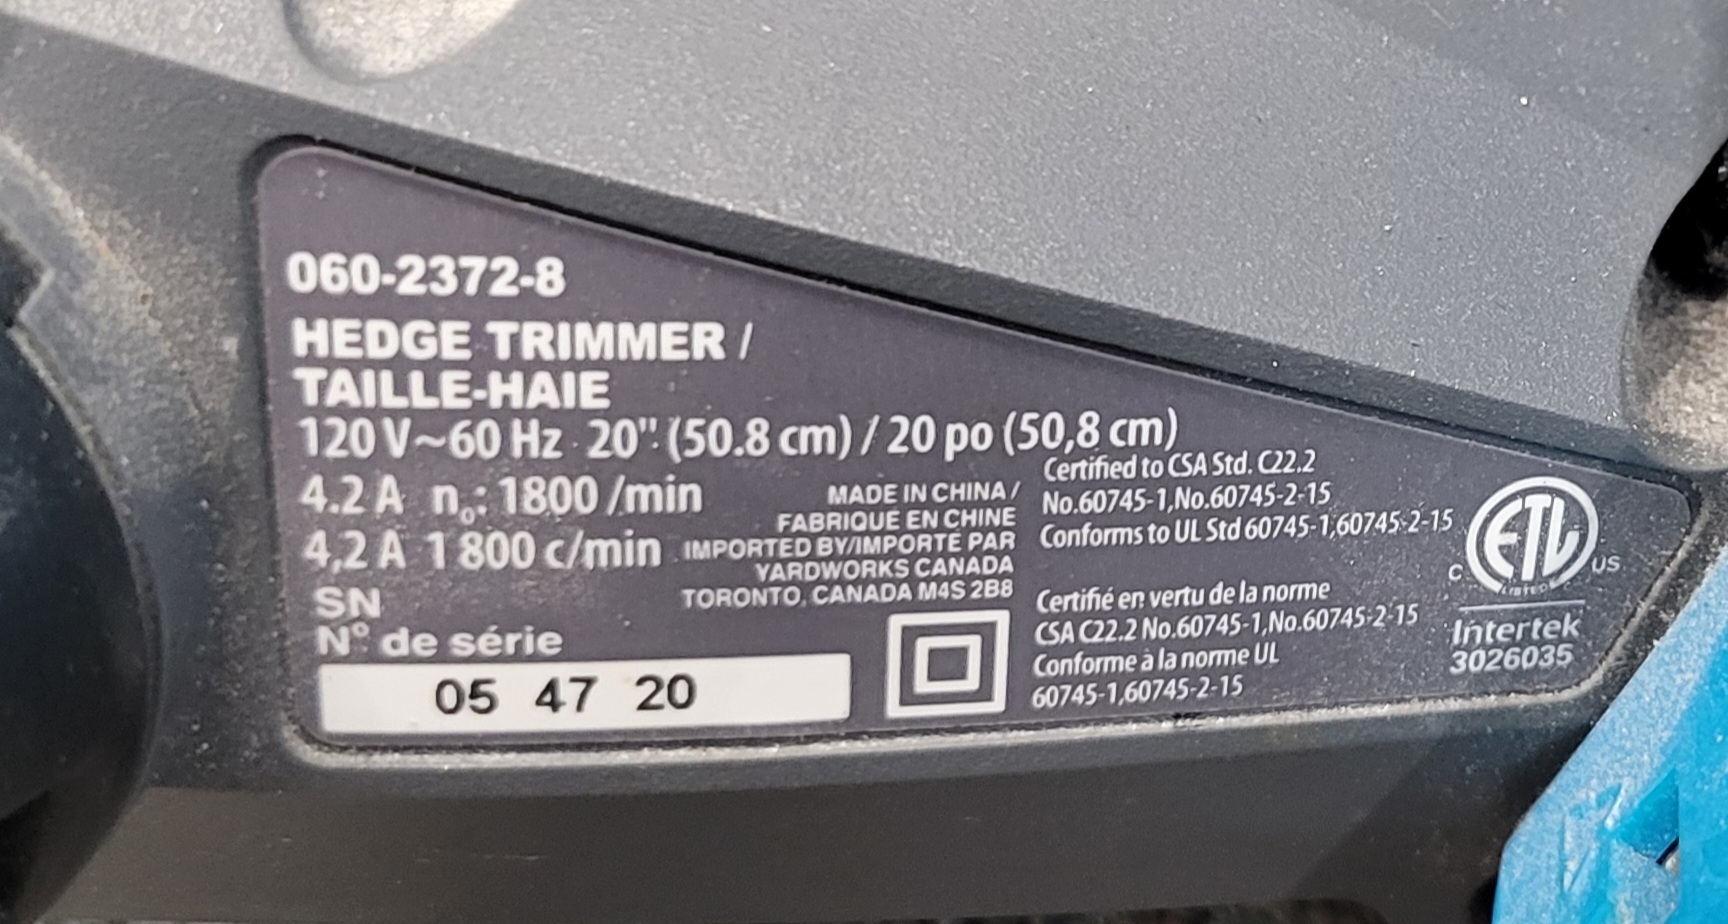 060-2372-8
HEDGE TRIMMER /
TAILLE-HAIE
120 V~60 Hz 20" (50.8 cm) / 20 po (50,8 cm)
4.2 A n₀: 1800 /min
4,2 A 1 800 c/min
SN
N° de série
05 47 20
MADE IN CHINA /
FABRIQUE EN CHINE
IMPORTED BY/IMPORTÉ PAR
YARDWORKS CANADA
TORONTO, CANADA M4S 2B8
Certified to CSA Std. C22.2
No.60745-1,No.60745-2-15
Conforms to UL Std 60745-1,60745-2-15
Certifié en vertu de la norme
CSA C22.2 No.60745-1,No.60745-2-15
Conforme à la norme UL
60745-1,60745-2-15
C ETL US
LISTED
Intertek
3026035